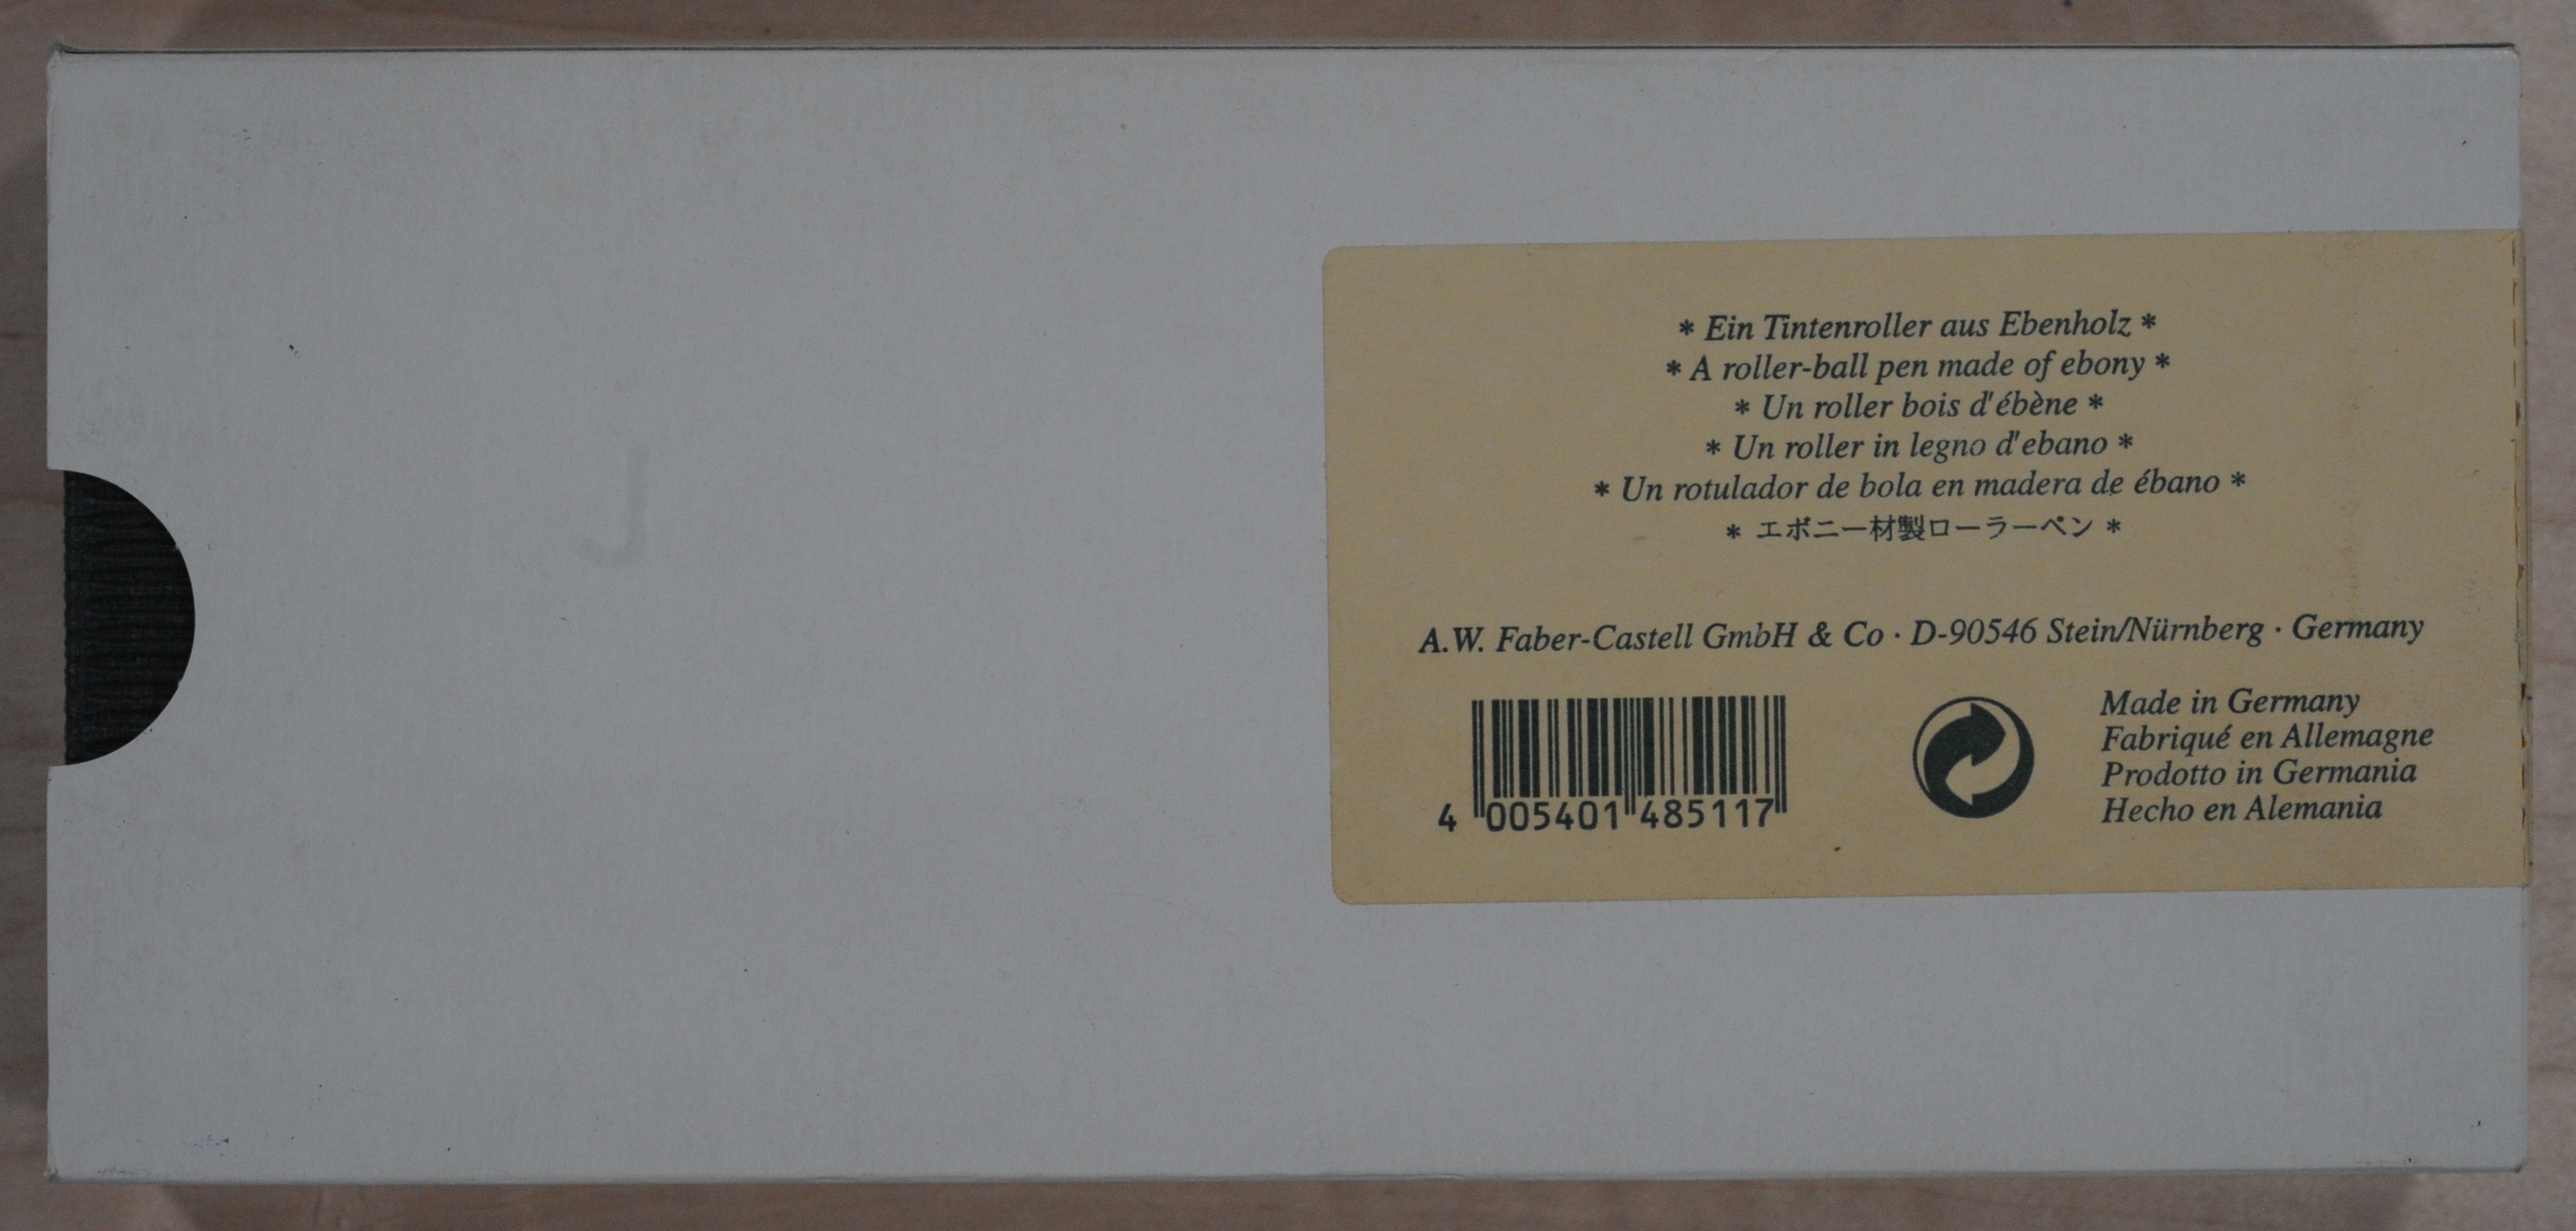 * Ein Tintenroller aus Ebenholz *
* A roller-ball pen made of ebony *
* Un roller bois d'ébène *
* Un roller in legno d'ebano *
* Un rotulador de bola en madera de ébano *
* エボニー材製ローラーペン *
A.W. Faber-Castell GmbH & Co · D-90546 Stein/Nürnberg · Germany
4 005401 485117
Made in Germany
Fabriqué en Allemagne
Prodotto in Germania
Hecho en Alemania